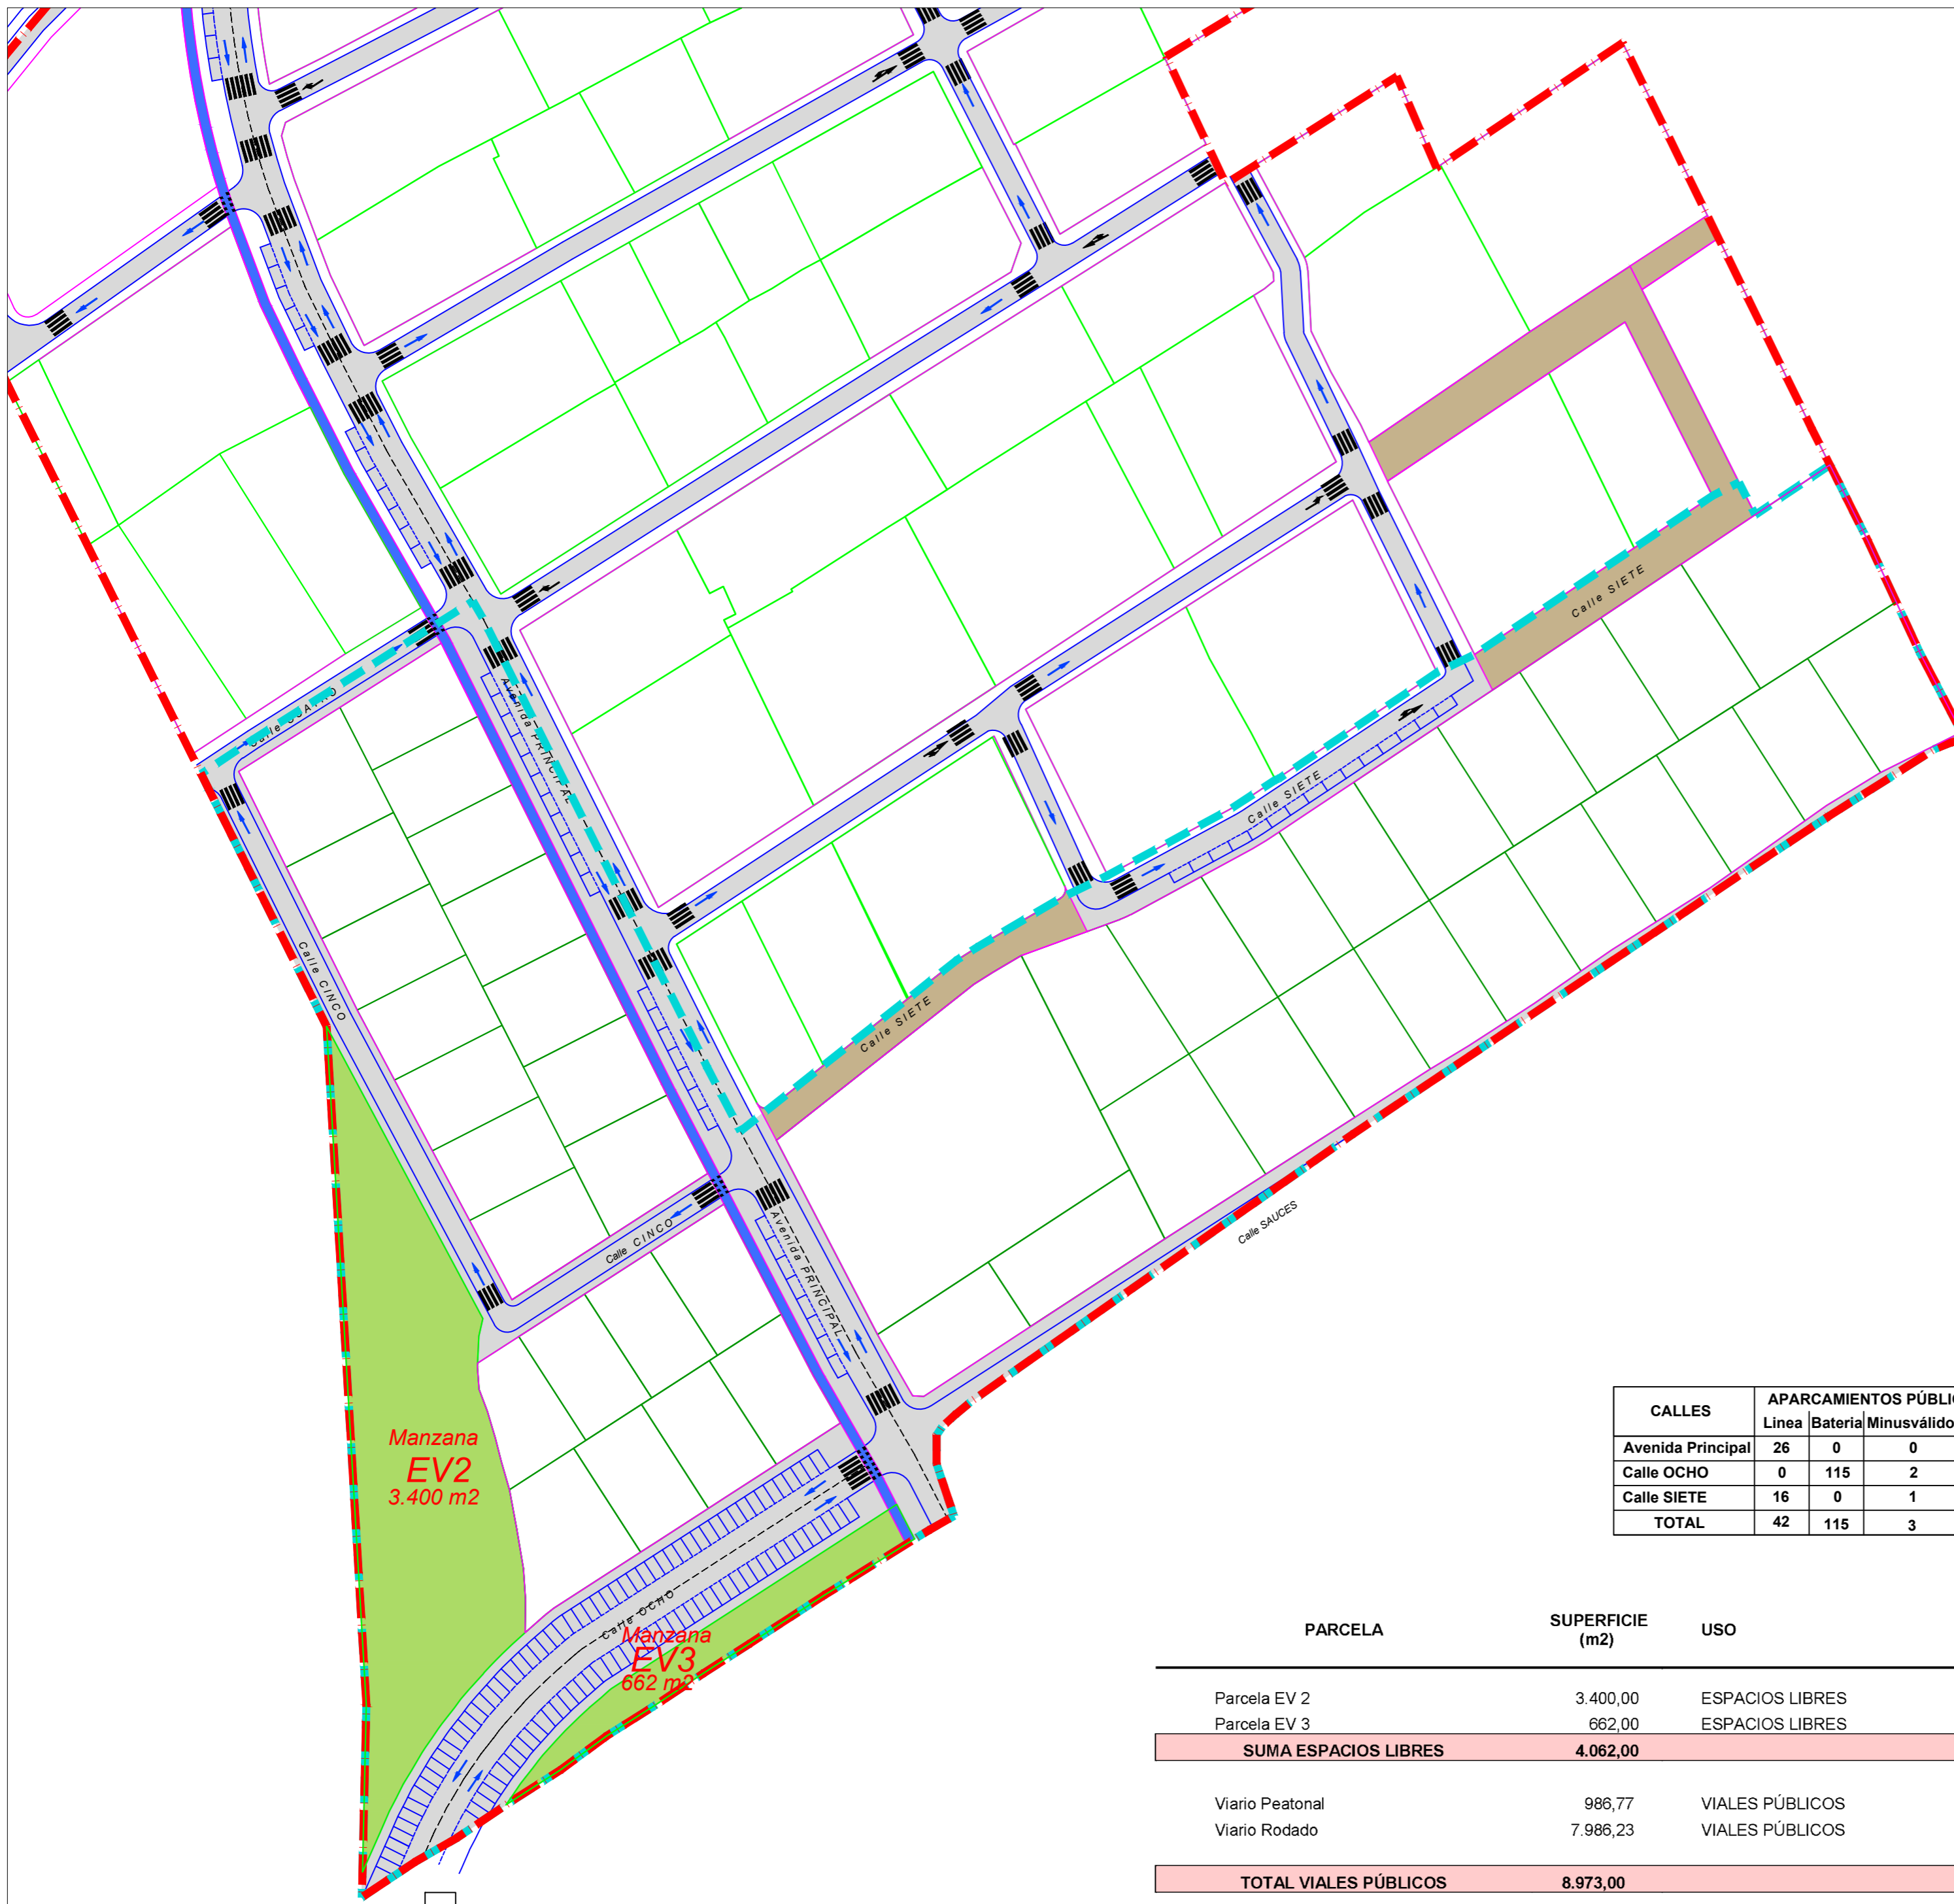 Calle CUATRO
Avenida PRINCIPAL
Calle SIETE
Calle SIETE
Calle CINCO
Calle SIETE
Calle CINCO
Avenida PRINCIPAL
Calle SAUCES
Manzana
EV2
3.400 m2
Calle OCHO
Manzana
EV3
662 m2
CALLES APARCAMIENTOS PÚBLIC
Linea Bateria Minusválido
Avenida Principal 26 0 0
Calle OCHO 0 115 2
Calle SIETE 16 0 1
TOTAL 42 115 3
PARCELA SUPERFICIE (m2) USO
Parcela EV 2 3.400,00 ESPACIOS LIBRES
Parcela EV 3 662,00 ESPACIOS LIBRES
SUMA ESPACIOS LIBRES 4.062,00
Viario Peatonal 986,77 VIALES PÚBLICOS
Viario Rodado 7.986,23 VIALES PÚBLICOS
TOTAL VIALES PÚBLICOS 8.973,00